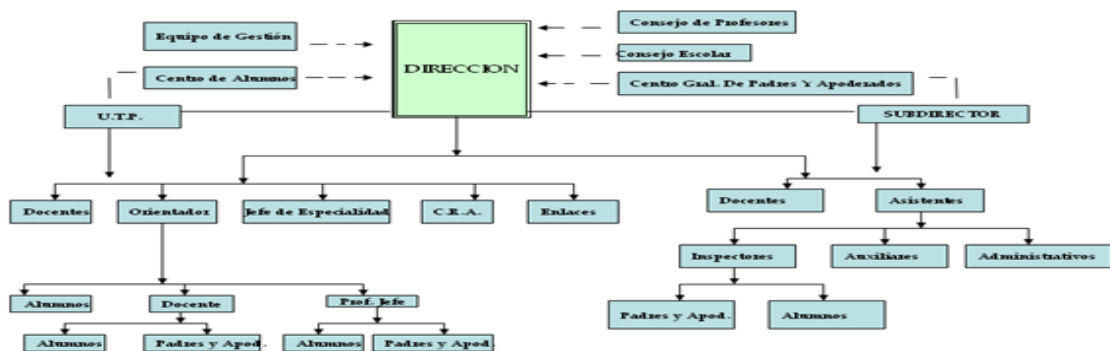 Consejo de Profesores
Equipo de Gestión
Consejo Escolar
DIRECCION
Centro de Alumnos
Centro Gral. De Padres Y Apoderados
U.T.P.
SUBDIRECTOR
Docentes
Orientador
Jefe de Especialidad
C.R.A.
Enlaces
Docentes
Asistentes
Inspectores
Auxiliares
Administrativos
Alumnos
Docente
Prof. Jefe
Padres y Apod.
Alumnos
Alumnos
Padres y Apod.
Alumnos
Padres y Apod.